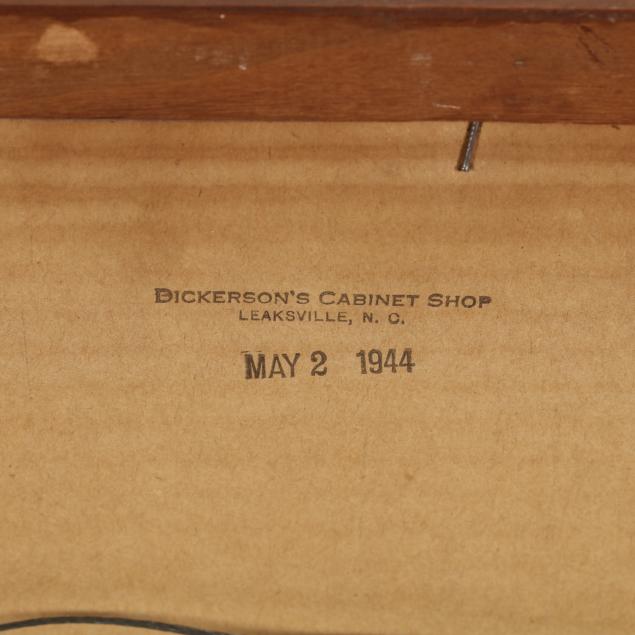 DICKERSON'S CABINET SHOP
LEAKSVILLE, N. C.
MAY 2 1944